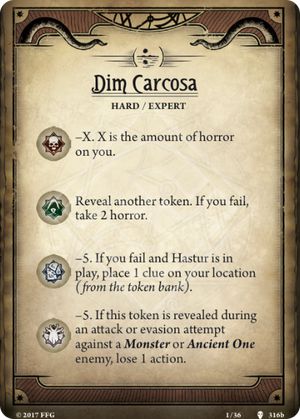 Dim Carcosa
HARD / EXPERT
–X. X is the amount of horror
on you.
Reveal another token. If you fail,
take 2 horror.
–5. If you fail and Hastur is in
play, place 1 clue on your location
(from the token bank).
–5. If this token is revealed during
an attack or evasion attempt
against a Monster or Ancient One
enemy, lose 1 action.
© 2017 FFG 1/36 316b